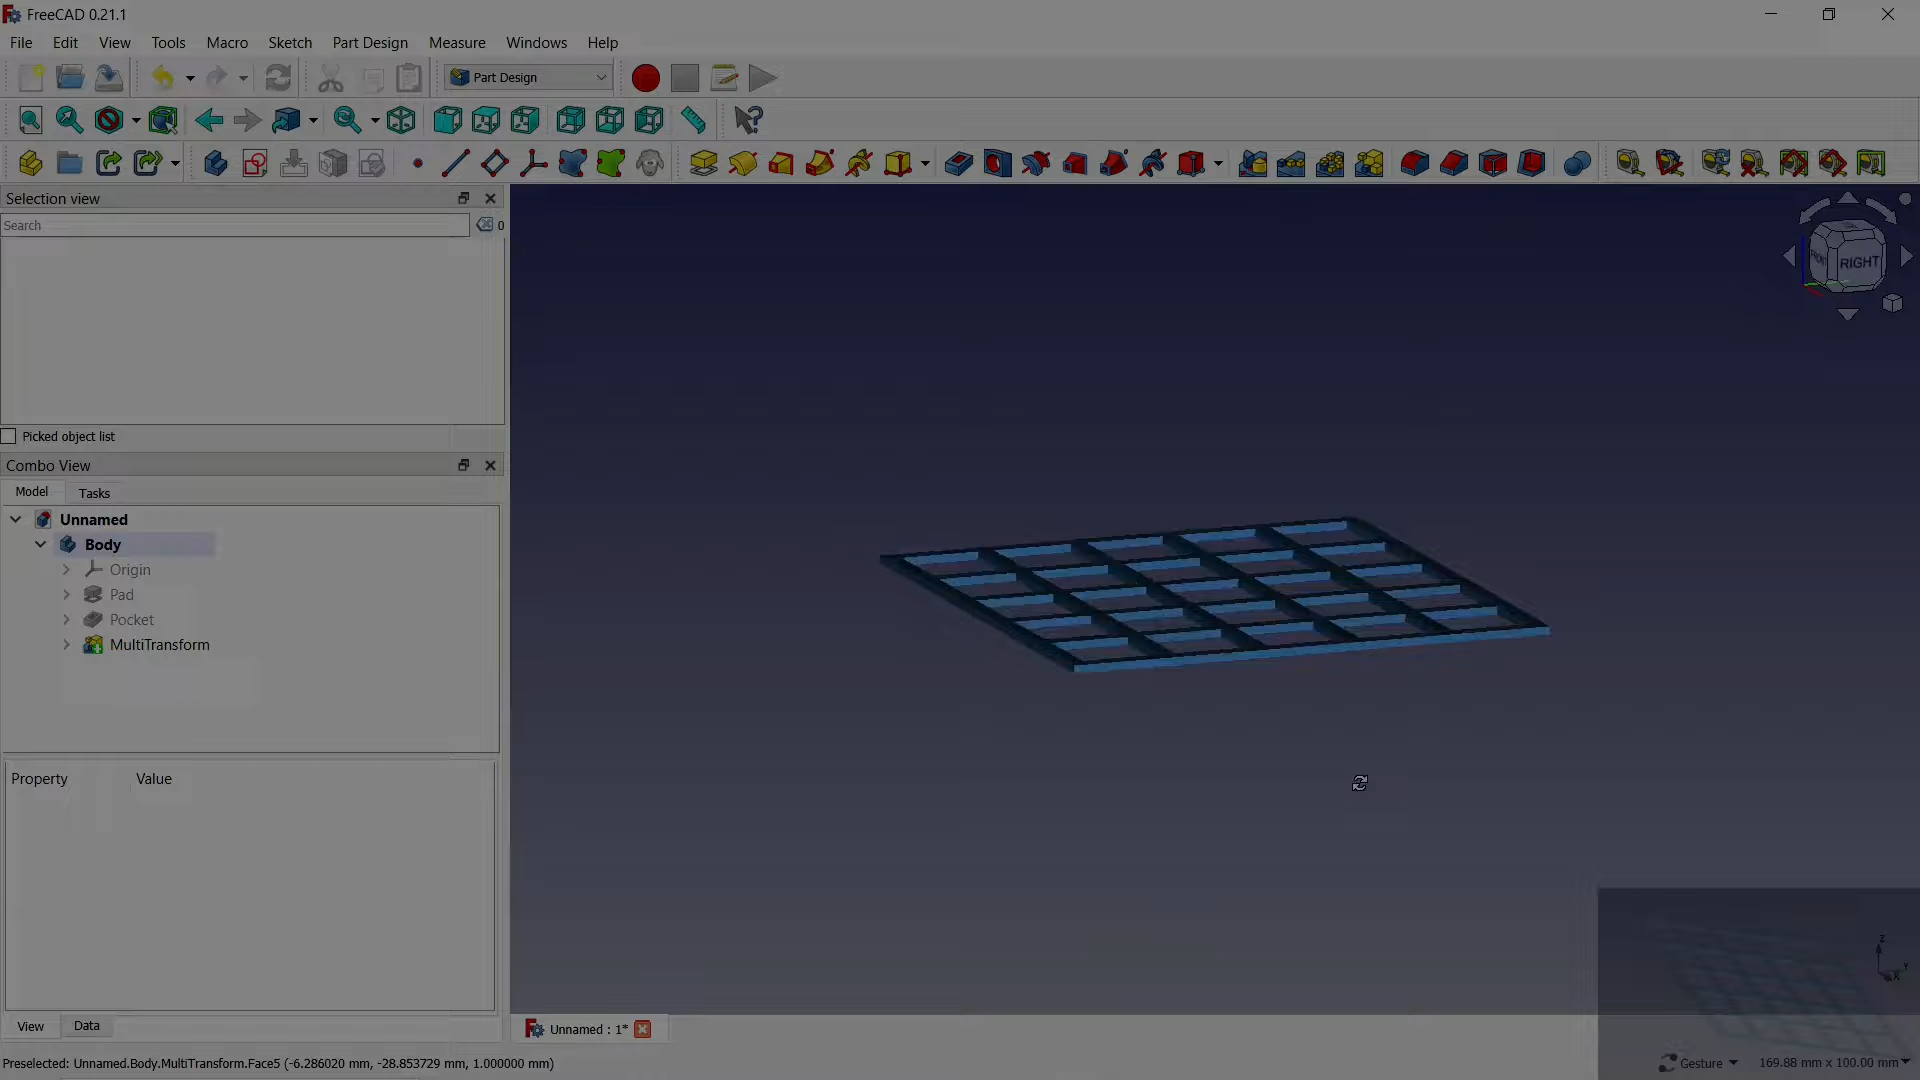 FreeCAD 0.21.1
File Edit View Tools Macro Sketch Part Design Measure Windows Help
Part Design
Selection view
Search
0
Picked object list
Combo View
Model Tasks
Unnamed
Body
Origin
Pad
Pocket
MultiTransform
Property Value
View Data
FRONT RIGHT
Z
Y
X
Unnamed : 1*
Preselected: Unnamed.Body.MultiTransform.Face5 (-6.286020 mm, -28.853729 mm, 1.000000 mm)
Gesture 169.88 mm x 100.00 mm